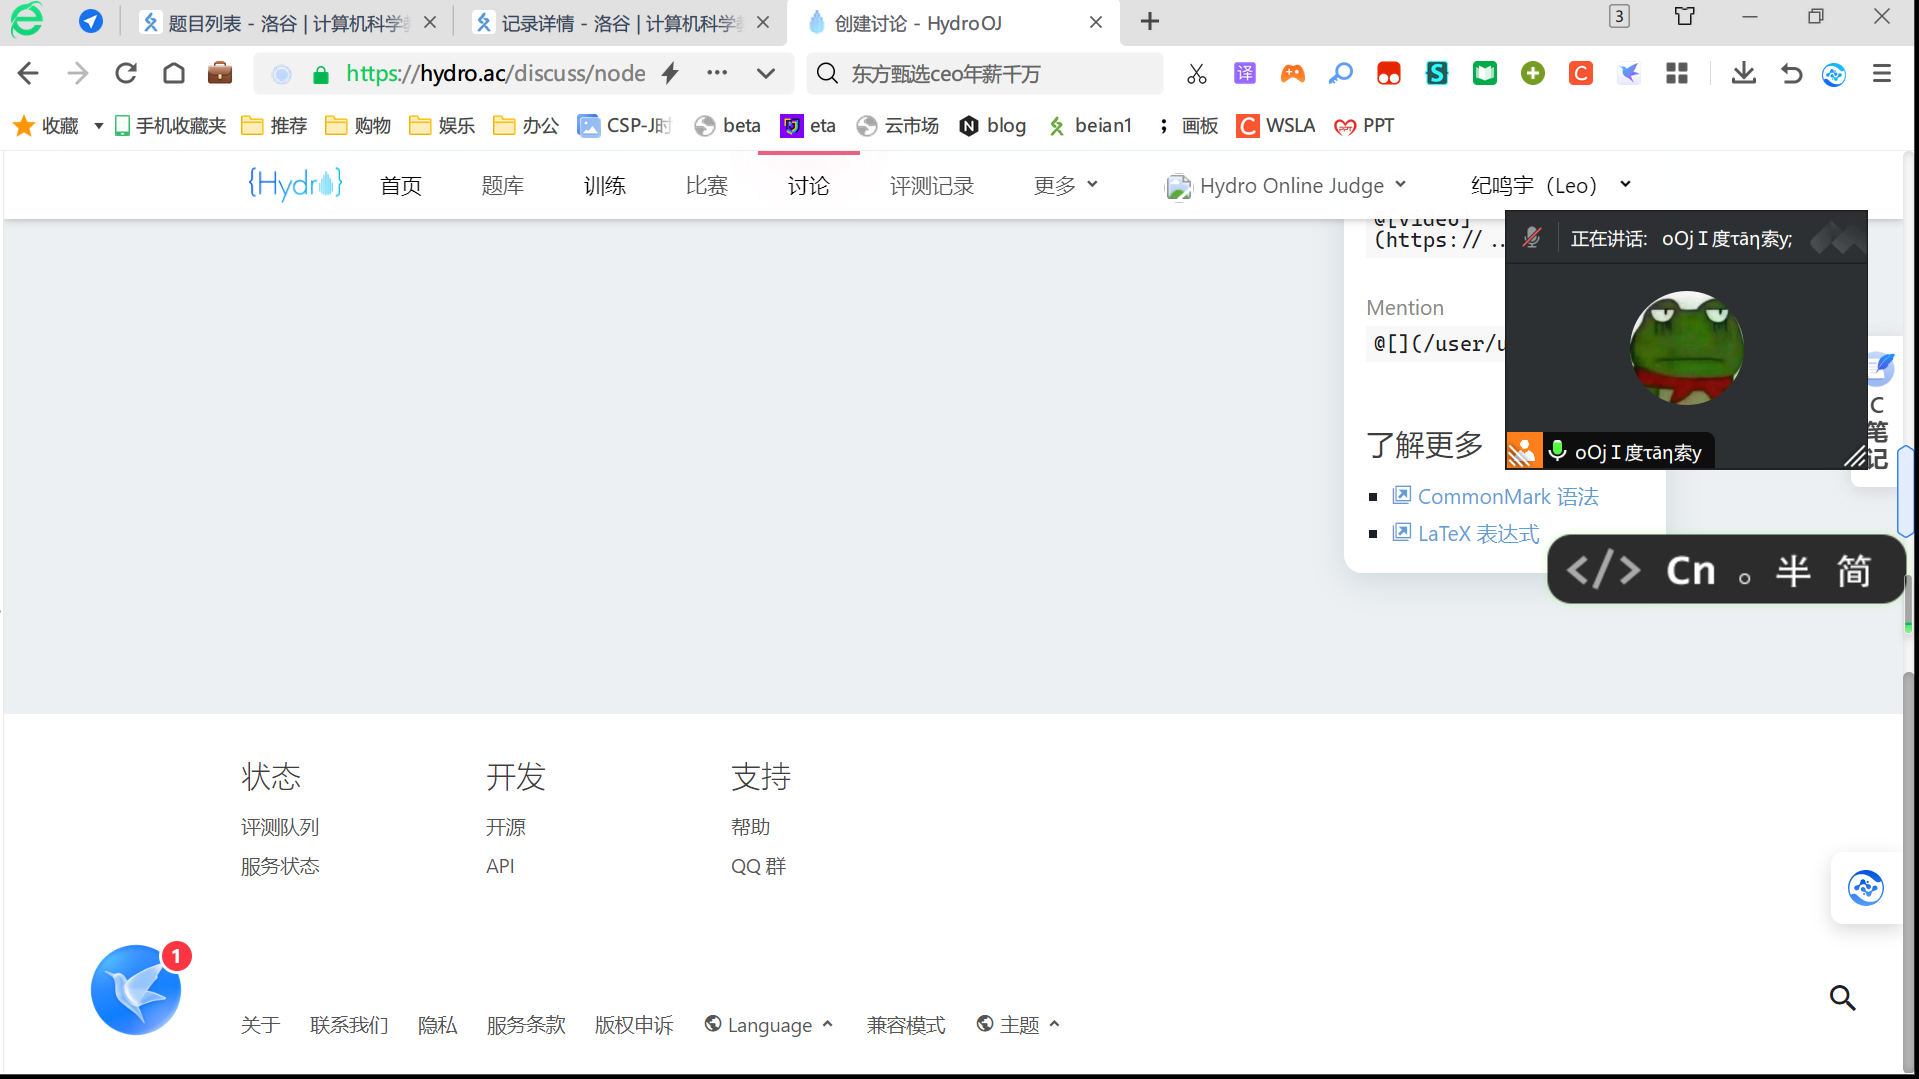 题目列表 - 洛谷 | 计算机科学教
记录详情 - 洛谷 | 计算机科学教
创建讨论 - HydroOJ
3
https://hydro.ac/discuss/node
东方甄选ceo年薪千万
译
S
C
收藏
手机收藏夹
推荐
购物
娱乐
办公
CSP-J时
beta
eta
云市场
blog
beian1
画板
WSLA
PPT
{Hydro}
首页
题库
训练
比赛
讨论
评测记录
更多
Hydro Online Judge
纪鸣宇（Leo）
@[video]
(https:// ..
正在讲话: oOj I 度τāη索y;
Mention
@[](/user/u
oOj I 度τāη索y
C
笔
记
了解更多
CommonMark 语法
LaTeX 表达式
</> Cn 。 半 简
状态
开发
支持
评测队列
开源
帮助
服务状态
API
QQ 群
1
关于
联系我们
隐私
服务条款
版权申诉
Language
兼容模式
主题